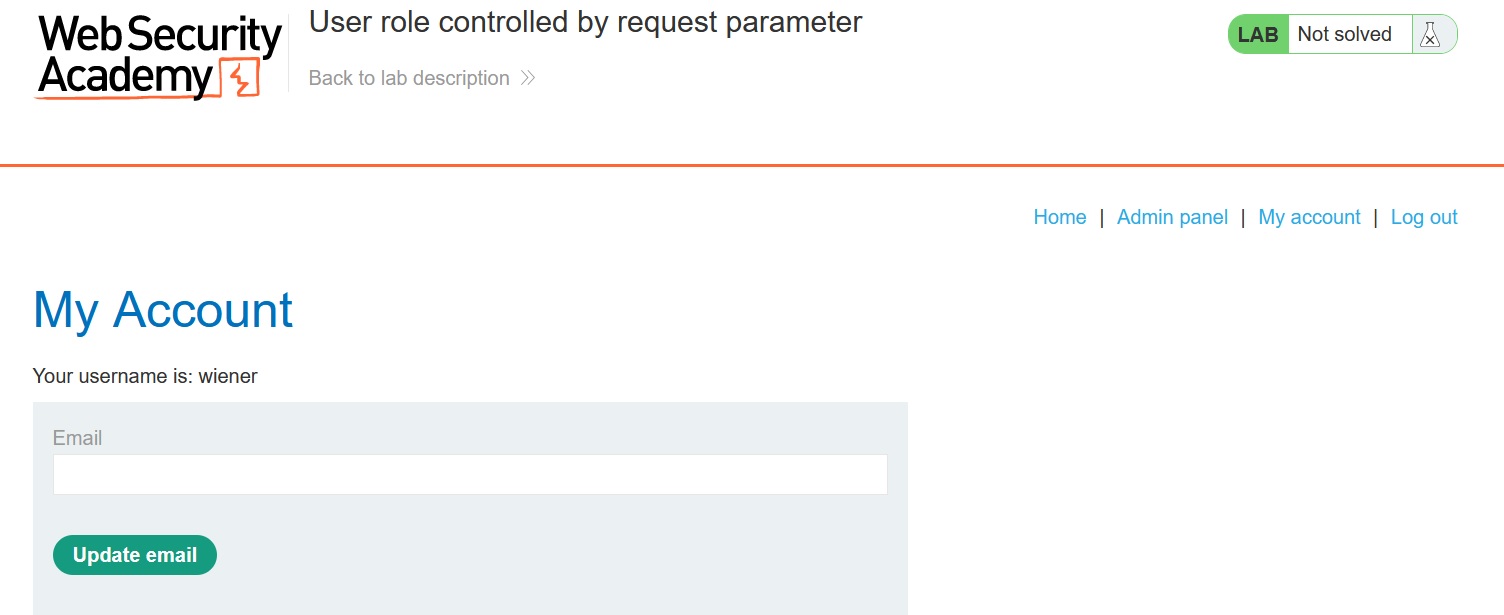 Web Security
Academy
User role controlled by request parameter
Back to lab description
LAB Not solved
Home | Admin panel | My account | Log out
My Account
Your username is: wiener
Email
Update email